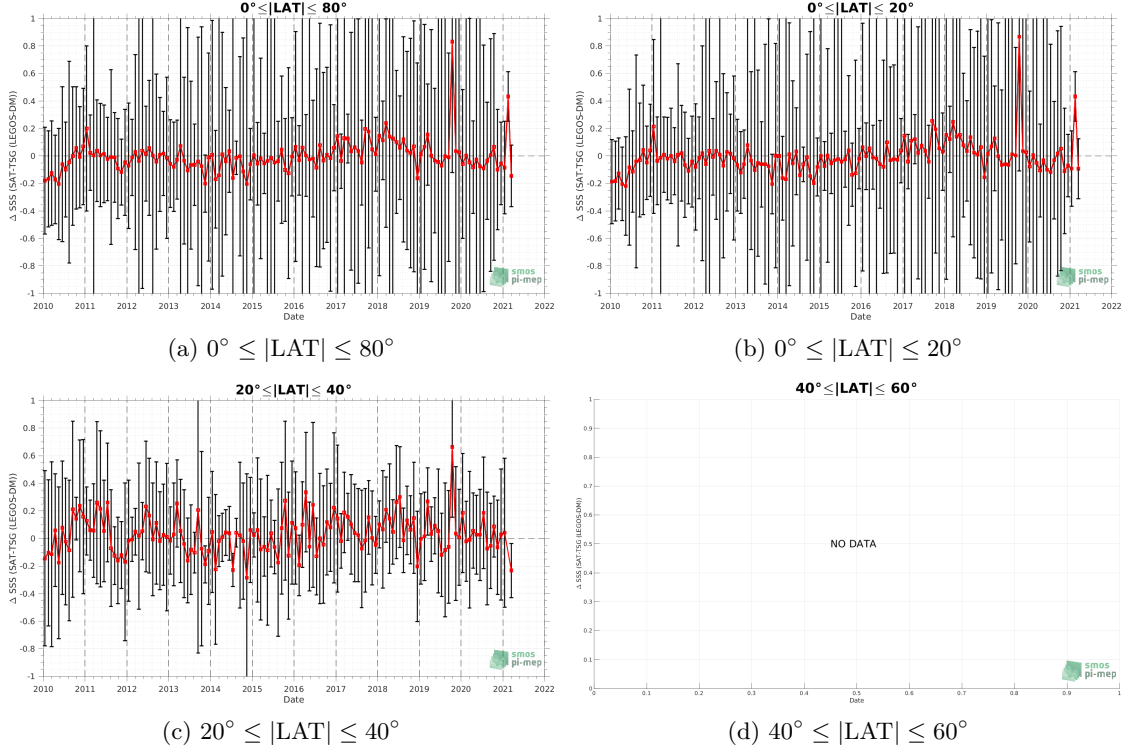 0°≤|LAT|≤ 80°
Δ SSS (SAT-TSG (LEGOS-DM))
1
0.8
0.6
0.4
0.2
0
-0.2
-0.4
-0.6
-0.8
-1
2010 2011 2012 2013 2014 2015 2016 2017 2018 2019 2020 2021 2022
Date
smos
pi-mep
(a) 0° ≤ |LAT| ≤ 80°
0°≤|LAT|≤ 20°
Δ SSS (SAT-TSG (LEGOS-DM))
1
0.8
0.6
0.4
0.2
0
-0.2
-0.4
-0.6
-0.8
-1
2010 2011 2012 2013 2014 2015 2016 2017 2018 2019 2020 2021 2022
Date
smos
pi-mep
(b) 0° ≤ |LAT| ≤ 20°
20°≤|LAT|≤ 40°
Δ SSS (SAT-TSG (LEGOS-DM))
1
0.8
0.6
0.4
0.2
0
-0.2
-0.4
-0.6
-0.8
-1
2010 2011 2012 2013 2014 2015 2016 2017 2018 2019 2020 2021 2022
Date
smos
pi-mep
(c) 20° ≤ |LAT| ≤ 40°
40°≤|LAT|≤ 60°
Δ SSS (SAT-TSG (LEGOS-DM))
1
0.9
0.8
0.7
0.6
0.5
0.4
0.3
0.2
0.1
0
NO DATA
0 0.1 0.2 0.3 0.4 0.5 0.6 0.7 0.8 0.9 1
Date
smos
pi-mep
(d) 40° ≤ |LAT| ≤ 60°